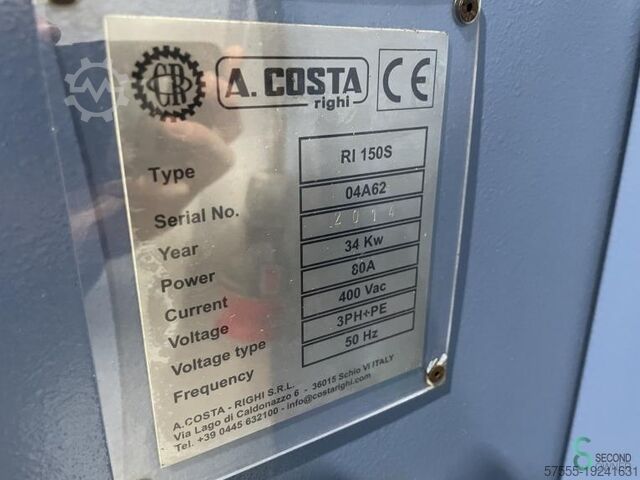 CR A. COSTA righi CE
Type RI 150S
Serial No. 04A62
Year 2014
Power 34 Kw
Current 80A
Voltage 400 Vac
Voltage type 3PH+PE
Frequency 50 Hz
A.COSTA - RIGHI S.R.L.
Via Lago di Caldonazzo 6 - 36015 Schio VI ITALY
Tel. +39 0445 632100 - info@costarighi.com
SECOND
57555-19241631